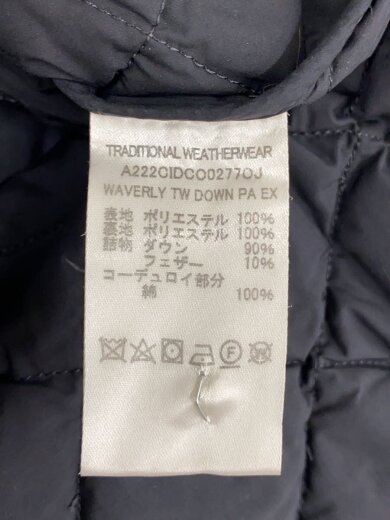 TRADITIONAL WEATHERWEAR
A222CIDCO0277OJ
WAVERLY TW DOWN PA EX
表地 ポリエステル 100%
裏地 ポリエステル 100%
詰物 ダウン 90%
フェザー 10%
コーデュロイ部分
綿 100%
F